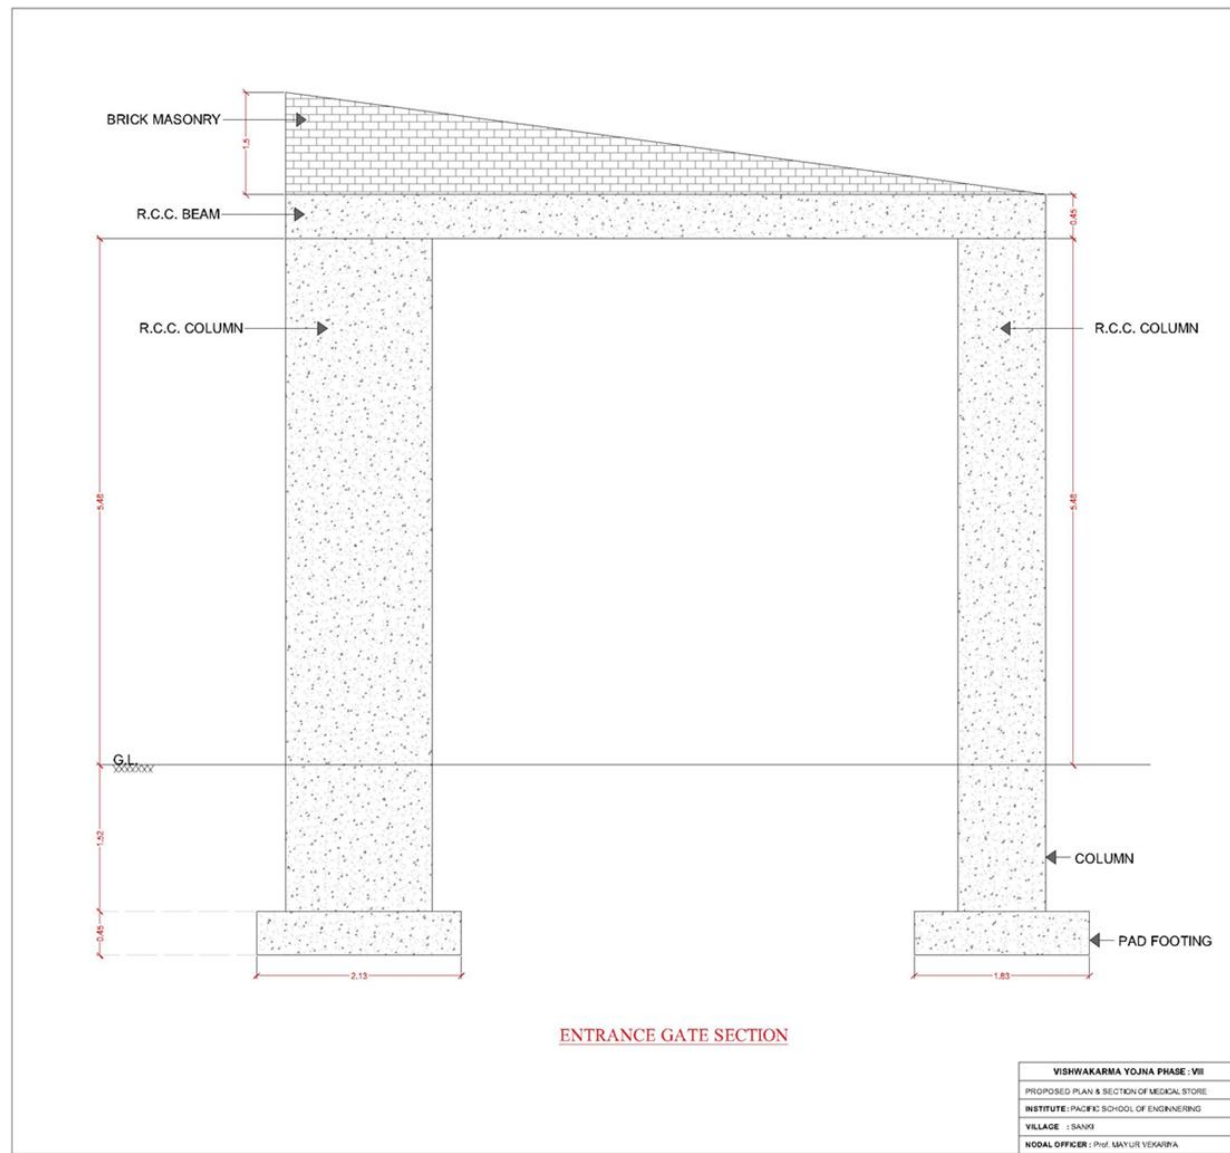 BRICK MASONRY
1.5
R.C.C. BEAM
0.45
R.C.C. COLUMN
R.C.C. COLUMN
5.48
5.48
G.L.
1.52
COLUMN
0.45
PAD FOOTING
2.13
1.83
ENTRANCE GATE SECTION
VISHWAKARMA YOJNA PHASE : VIII
PROPOSED PLAN & SECTION OF MEDICAL STORE
INSTITUTE : PACIFIC SCHOOL OF ENGINNERING
VILLAGE : SANKI
NODAL OFFICER : Prof. MAYUR VEKARIYA